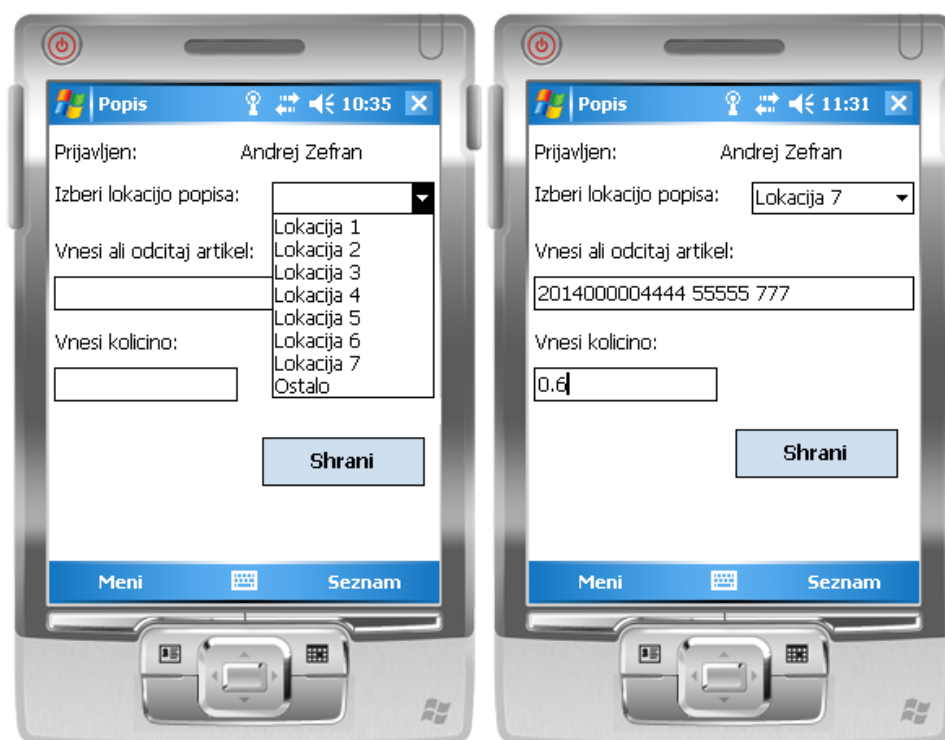 Popis 10:35
Prijavljen: Andrej Zefran
Izberi lokacijo popisa:
Lokacija 1
Lokacija 2
Lokacija 3
Lokacija 4
Lokacija 5
Lokacija 6
Lokacija 7
Ostalo
Vnesi ali odcitaj artikel:
Vnesi kolicino:
Shrani
Meni Seznam
Popis 11:31
Prijavljen: Andrej Zefran
Izberi lokacijo popisa: Lokacija 7
Vnesi ali odcitaj artikel:
2014000004444 55555 777
Vnesi kolicino:
0.6
Shrani
Meni Seznam